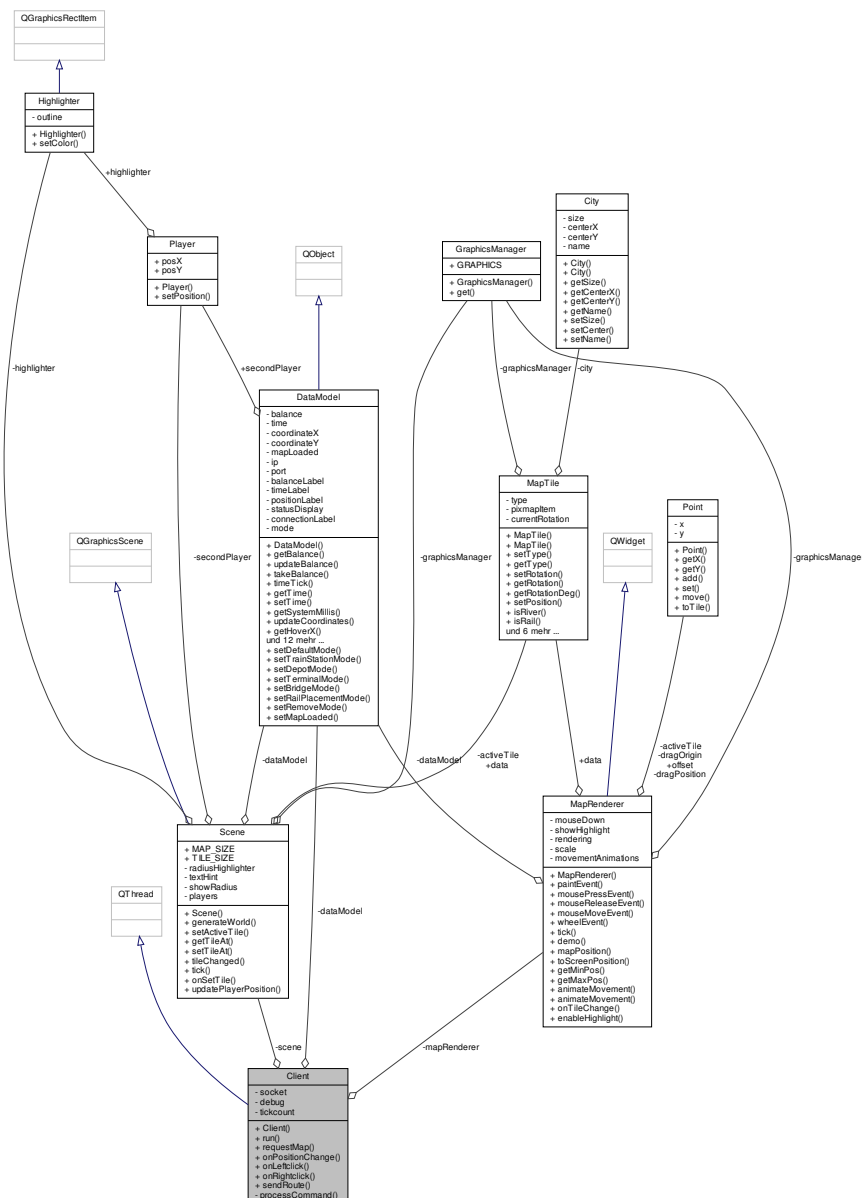 QGraphicsRectItem
Highlighter
- outline
+ Highlighter()
+ setColor()
+highlighter
Player
+ posX
+ posY
+ Player()
+ setPosition()
QObject
GraphicsManager
+ GRAPHICS
+ GraphicsManager()
+ get()
City
- size
- centerX
- centerY
- name
+ City()
+ City()
+ getSize()
+ getCenterX()
+ getCenterY()
+ getName()
+ setSize()
+ setCenter()
+ setName()
-highlighter
+secondPlayer
-graphicsManager
-city
DataModel
- balance
- time
- coordinateX
- coordinateY
- mapLoaded
- ip
- port
- balanceLabel
- timeLabel
- positionLabel
- statusDisplay
- connectionLabel
- mode
+ DataModel()
+ getBalance()
+ updateBalance()
+ takeBalance()
+ timeTick()
+ getTime()
+ setTime()
+ getSystemMillis()
+ updateCoordinates()
+ getHoverX()
und 12 mehr ...
+ setDefaultMode()
+ setTrainStationMode()
+ setDepotMode()
+ setTerminalMode()
+ setBridgeMode()
+ setRailPlacementMode()
+ setRemoveMode()
+ setMapLoaded()
MapTile
- type
- pixmapItem
- currentRotation
+ MapTile()
+ MapTile()
+ setType()
+ getType()
+ setRotation()
+ getRotation()
+ getRotationDeg()
+ setPosition()
+ isRiver()
+ isRail()
und 6 mehr ...
Point
- x
- y
+ Point()
+ getX()
+ getY()
+ add()
+ set()
+ move()
+ toTile()
QGraphicsScene
QWidget
-secondPlayer
-graphicsManager
-graphicsManage
-dataModel
-dataModel
-activeTile
+data
+data
-activeTile
-dragOrigin
+offset
-dragPosition
Scene
+ MAP_SIZE
+ TILE_SIZE
- radiusHighlighter
- textHint
- showRadius
- players
+ Scene()
+ generateWorld()
+ setActiveTile()
+ getTileAt()
+ setTileAt()
+ tileChanged()
+ tick()
+ onSetTile()
+ updatePlayerPosition()
MapRenderer
- mouseDown
- showHighlight
- rendering
- scale
- movementAnimations
+ MapRenderer()
+ paintEvent()
+ mousePressEvent()
+ mouseReleaseEvent()
+ mouseMoveEvent()
+ wheelEvent()
+ tick()
+ demo()
+ mapPosition()
+ toScreenPosition()
+ getMinPos()
+ getMaxPos()
+ animateMovement()
+ animateMovement()
+ onTileChange()
+ enableHighlight()
QThread
-dataModel
-scene
-mapRenderer
Client
- socket
- debug
- tickcount
+ Client()
+ run()
+ requestMap()
+ onPositionChange()
+ onLeftclick()
+ onRightclick()
+ sendRoute()
- processCommand()